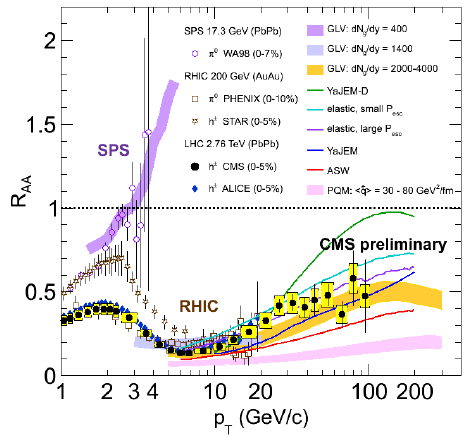 SPS 17.3 GeV (PbPb)
π⁰ WA98 (0-7%)
RHIC 200 GeV (AuAu)
π⁰ PHENIX (0-10%)
h± STAR (0-5%)
LHC 2.76 TeV (PbPb)
h± CMS (0-5%)
h± ALICE (0-5%)
GLV: dN_g/dy = 400
GLV: dN_g/dy = 1400
GLV: dN_g/dy = 2000-4000
YaJEM-D
elastic, small P_esc
elastic, large P_esc
YaJEM
ASW
PQM: <q̂> = 30 - 80 GeV²/fm
SPS
RHIC
CMS preliminary
R_AA
2
1.5
1
0.5
0
1 2 3 4 10 20 100 200
p_T (GeV/c)